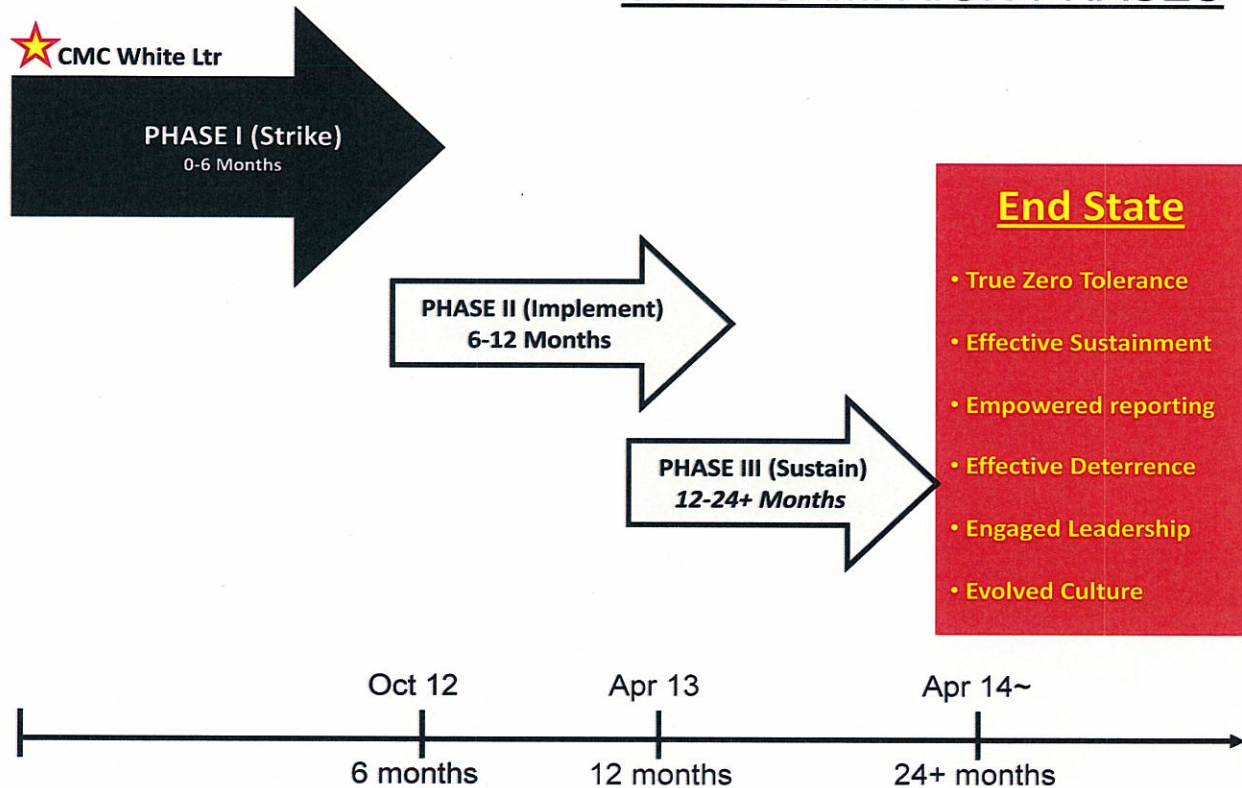 PHASES
CMC White Ltr
PHASE I (Strike)
0-6 Months
PHASE II (Implement)
6-12 Months
PHASE III (Sustain)
12-24+ Months
End State
• True Zero Tolerance
• Effective Sustainment
• Empowered reporting
• Effective Deterrence
• Engaged Leadership
• Evolved Culture
Oct 12
Apr 13
Apr 14~
6 months
12 months
24+ months